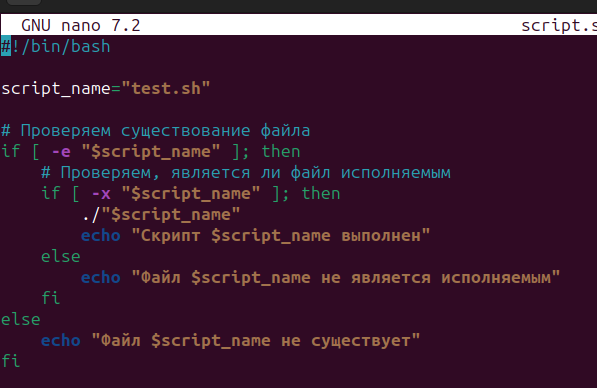 GNU nano 7.2 script.s
#!/bin/bash
script_name="test.sh"
# Проверяем существование файла
if [ -e "$script_name" ]; then
# Проверяем, является ли файл исполняемым
if [ -x "$script_name" ]; then
./"$script_name"
echo "Скрипт $script_name выполнен"
else
echo "Файл $script_name не является исполняемым"
fi
else
echo "Файл $script_name не существует"
fi